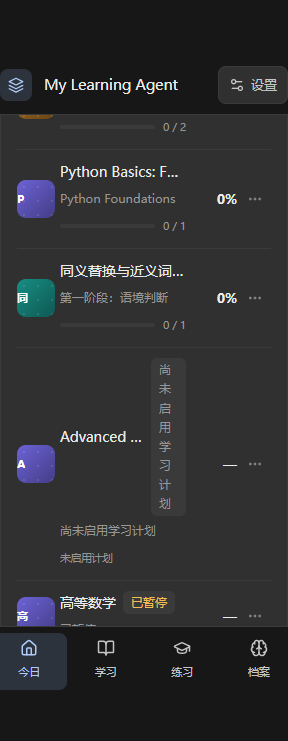 My Learning Agent
设置
0 / 2
Python Basics: F...
P
Python Foundations
0%
0 / 1
同义替换与近义词...
同
第一阶段：语境判断
0%
0 / 1
Advanced ...
尚
未
启
用
学
习
计
划
A
—
尚未启用学习计划
未启用计划
高等数学
已暂停
高
—
今日
学习
练习
档案